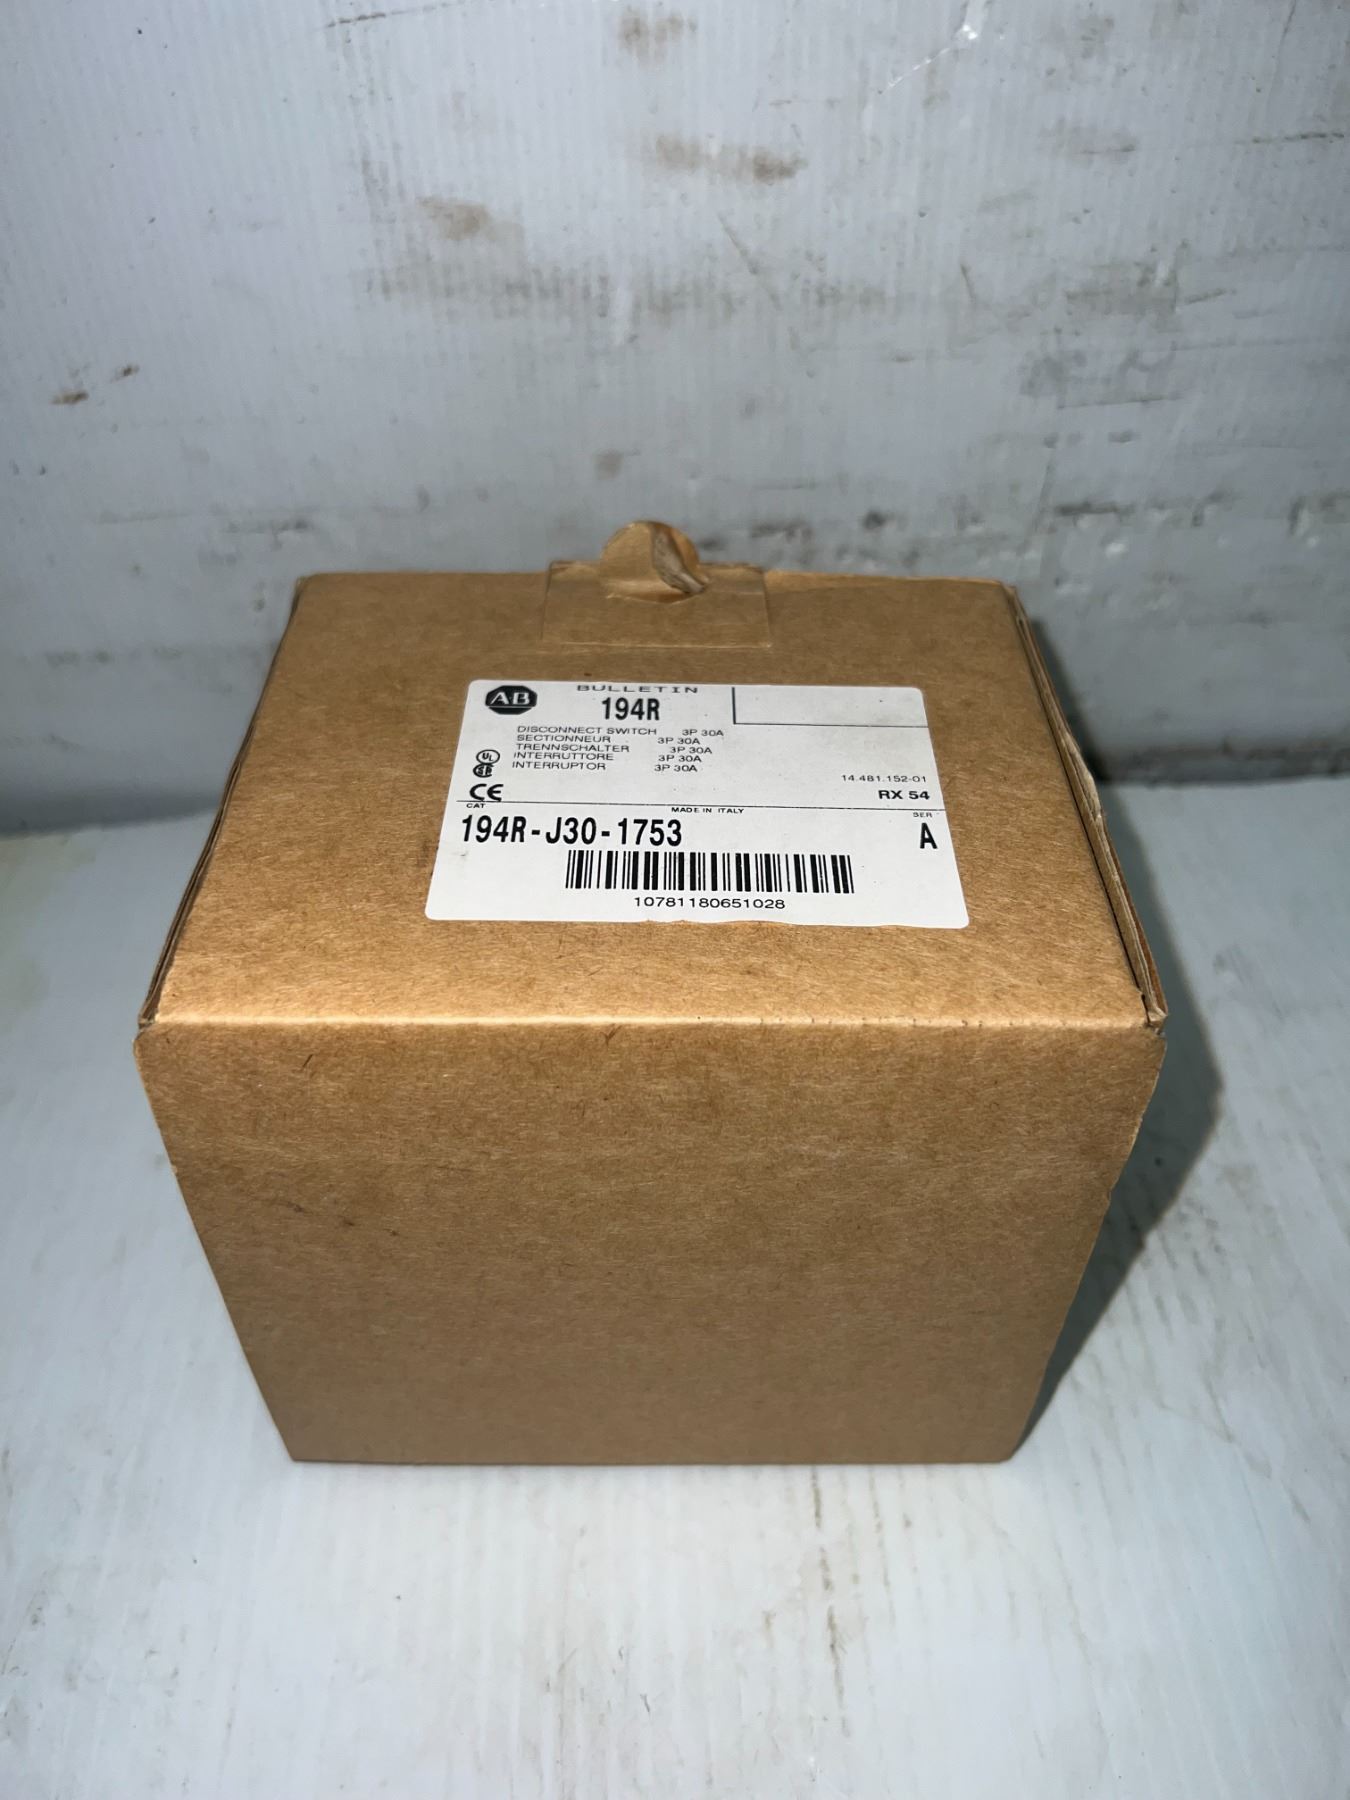 AB
BULLETIN
194R
DISCONNECT SWITCH 3P 30A
SECTIONNEUR 3P 30A
TRENNSCHALTER 3P 30A
INTERRUTTORE 3P 30A
INTERRUPTOR 3P 30A
UL
CE
14.481.152-01
RX 54
CAT
MADE IN ITALY
SER
194R-J30-1753
A
10781180651028